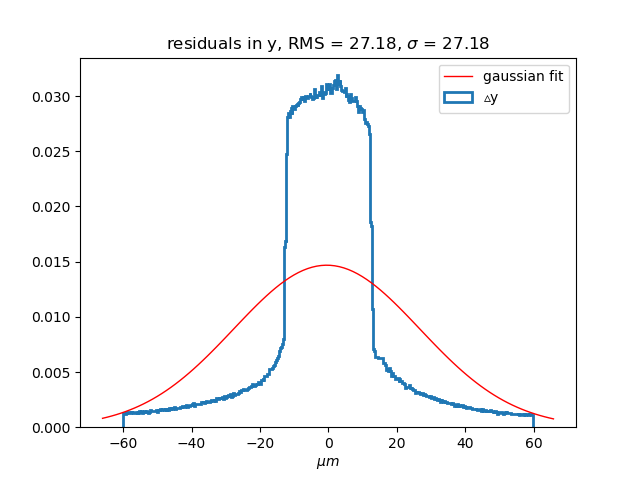 residuals in y, RMS = 27.18, σ = 27.18
gaussian fit
△y
0.030
0.025
0.020
0.015
0.010
0.005
0.000
−60 −40 −20 0 20 40 60
μm